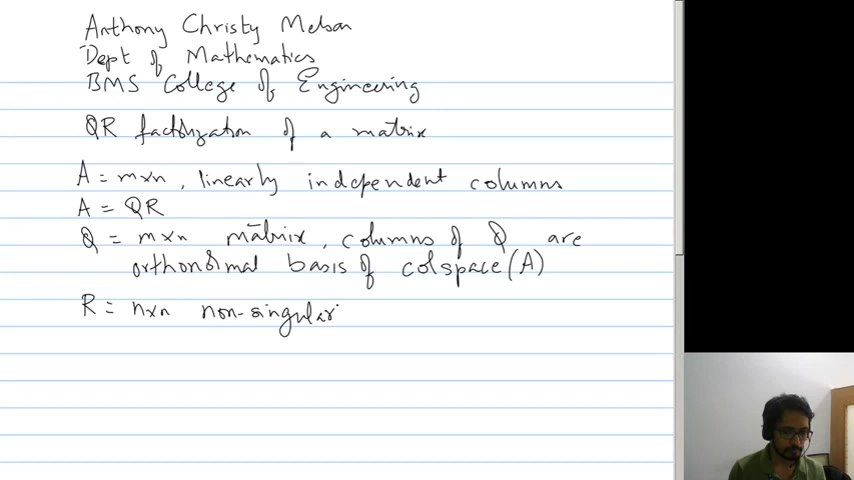 Anthony Christy Melson
Dept of Mathematics
BMS College of Engineering
QR factorization of a matrix
A = m×n, linearly independent columns
A = QR
Q = m×n matrix, columns of Q are
orthonormal basis of colspace(A)
R = n×n non-singular